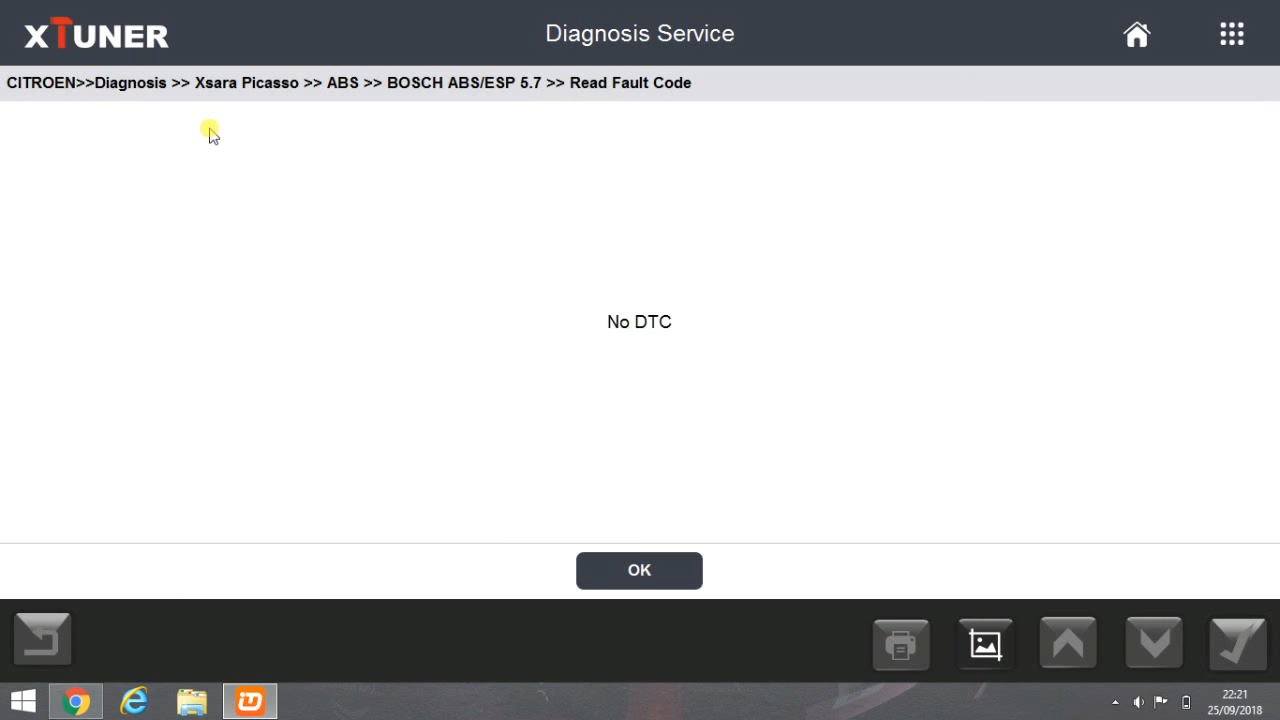 XTUNER
Diagnosis Service
CITROEN>>Diagnosis >> Xsara Picasso >> ABS >> BOSCH ABS/ESP 5.7 >> Read Fault Code
No DTC
OK
22:21
25/09/2018